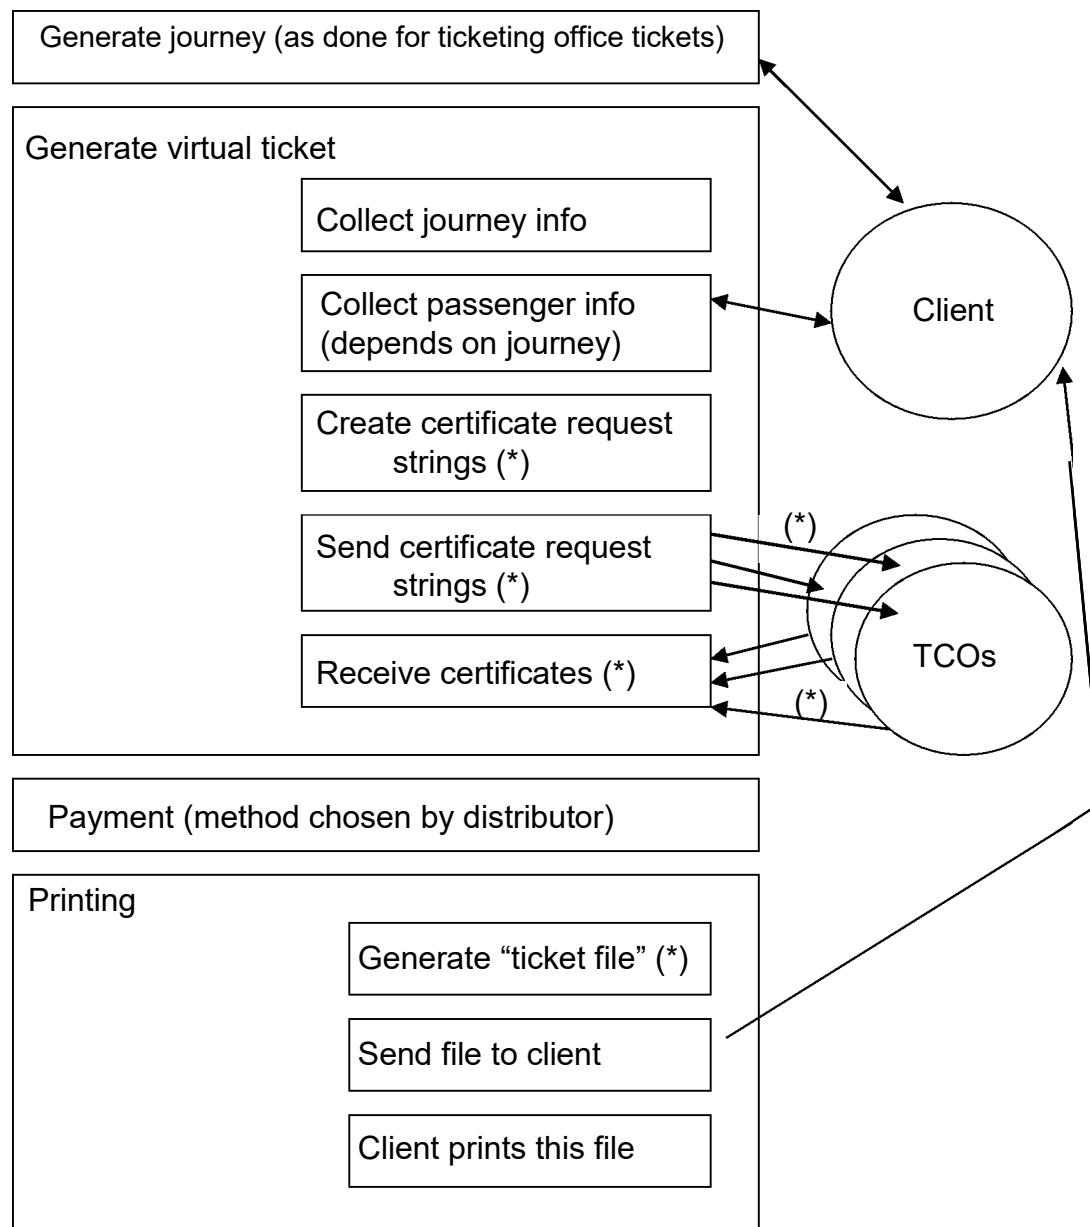 Generate journey (as done for ticketing office tickets)
Generate virtual ticket
Collect journey info
Collect passenger info
(depends on journey)
Client
Create certificate request
strings (*)
Send certificate request
strings (*)
(*)
Receive certificates (*)
TCOs
(*)
Payment (method chosen by distributor)
Printing
Generate “ticket file” (*)
Send file to client
Client prints this file